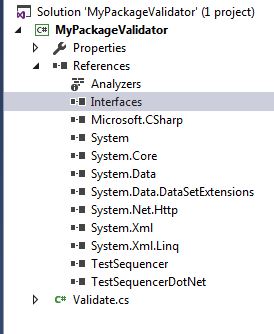 Solution 'MyPackageValidator' (1 project)
C# MyPackageValidator
Properties
References
Analyzers
Interfaces
Microsoft.CSharp
System
System.Core
System.Data
System.Data.DataSetExtensions
System.Net.Http
System.Xml
System.Xml.Linq
TestSequencer
TestSequencerDotNet
C# Validate.cs